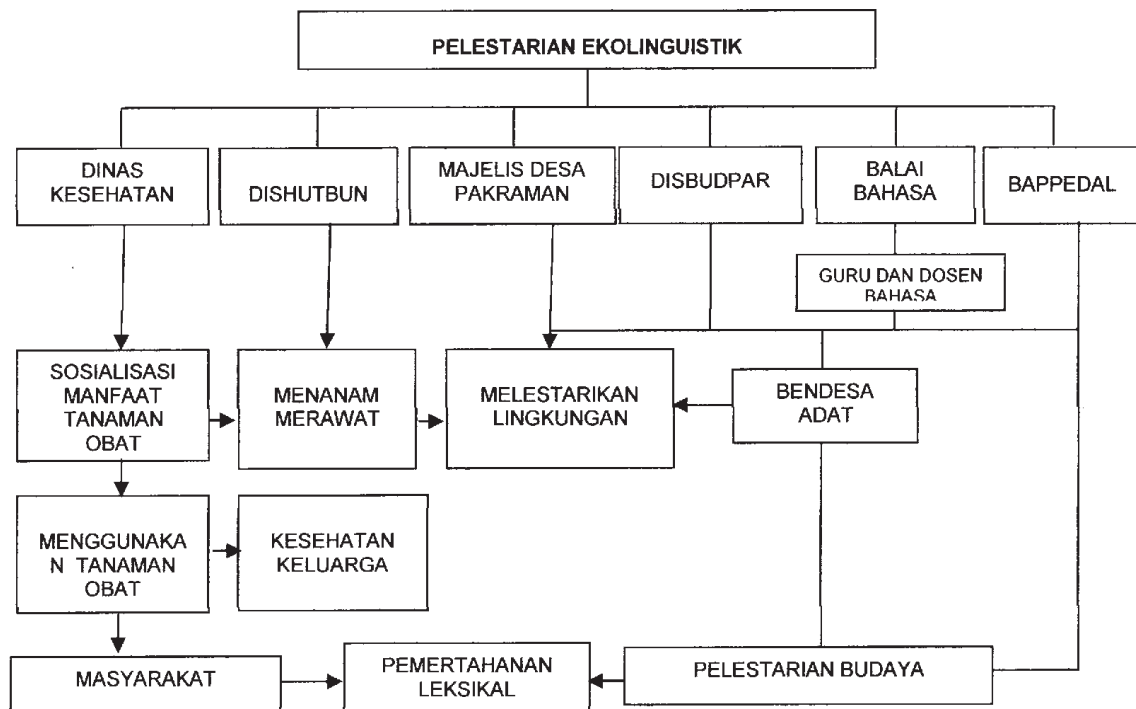 PELESTARIAN EKOLINGUISTIK
DINAS
KESEHATAN
DISHUTBUN
MAJELIS DESA
PAKRAMAN
DISBUDPAR
BALAI
BAHASA
BAPPEDAL
GURU DAN DOSEN
BAHASA
SOSIALISASI
MANFAAT
TANAMAN
OBAT
MENANAM
MERAWAT
MELESTARIKAN
LINGKUNGAN
BENDESA
ADAT
MENGGUNAKA
N TANAMAN
OBAT
KESEHATAN
KELUARGA
MASYARAKAT
PEMERTAHANAN
LEKSIKAL
PELESTARIAN BUDAYA